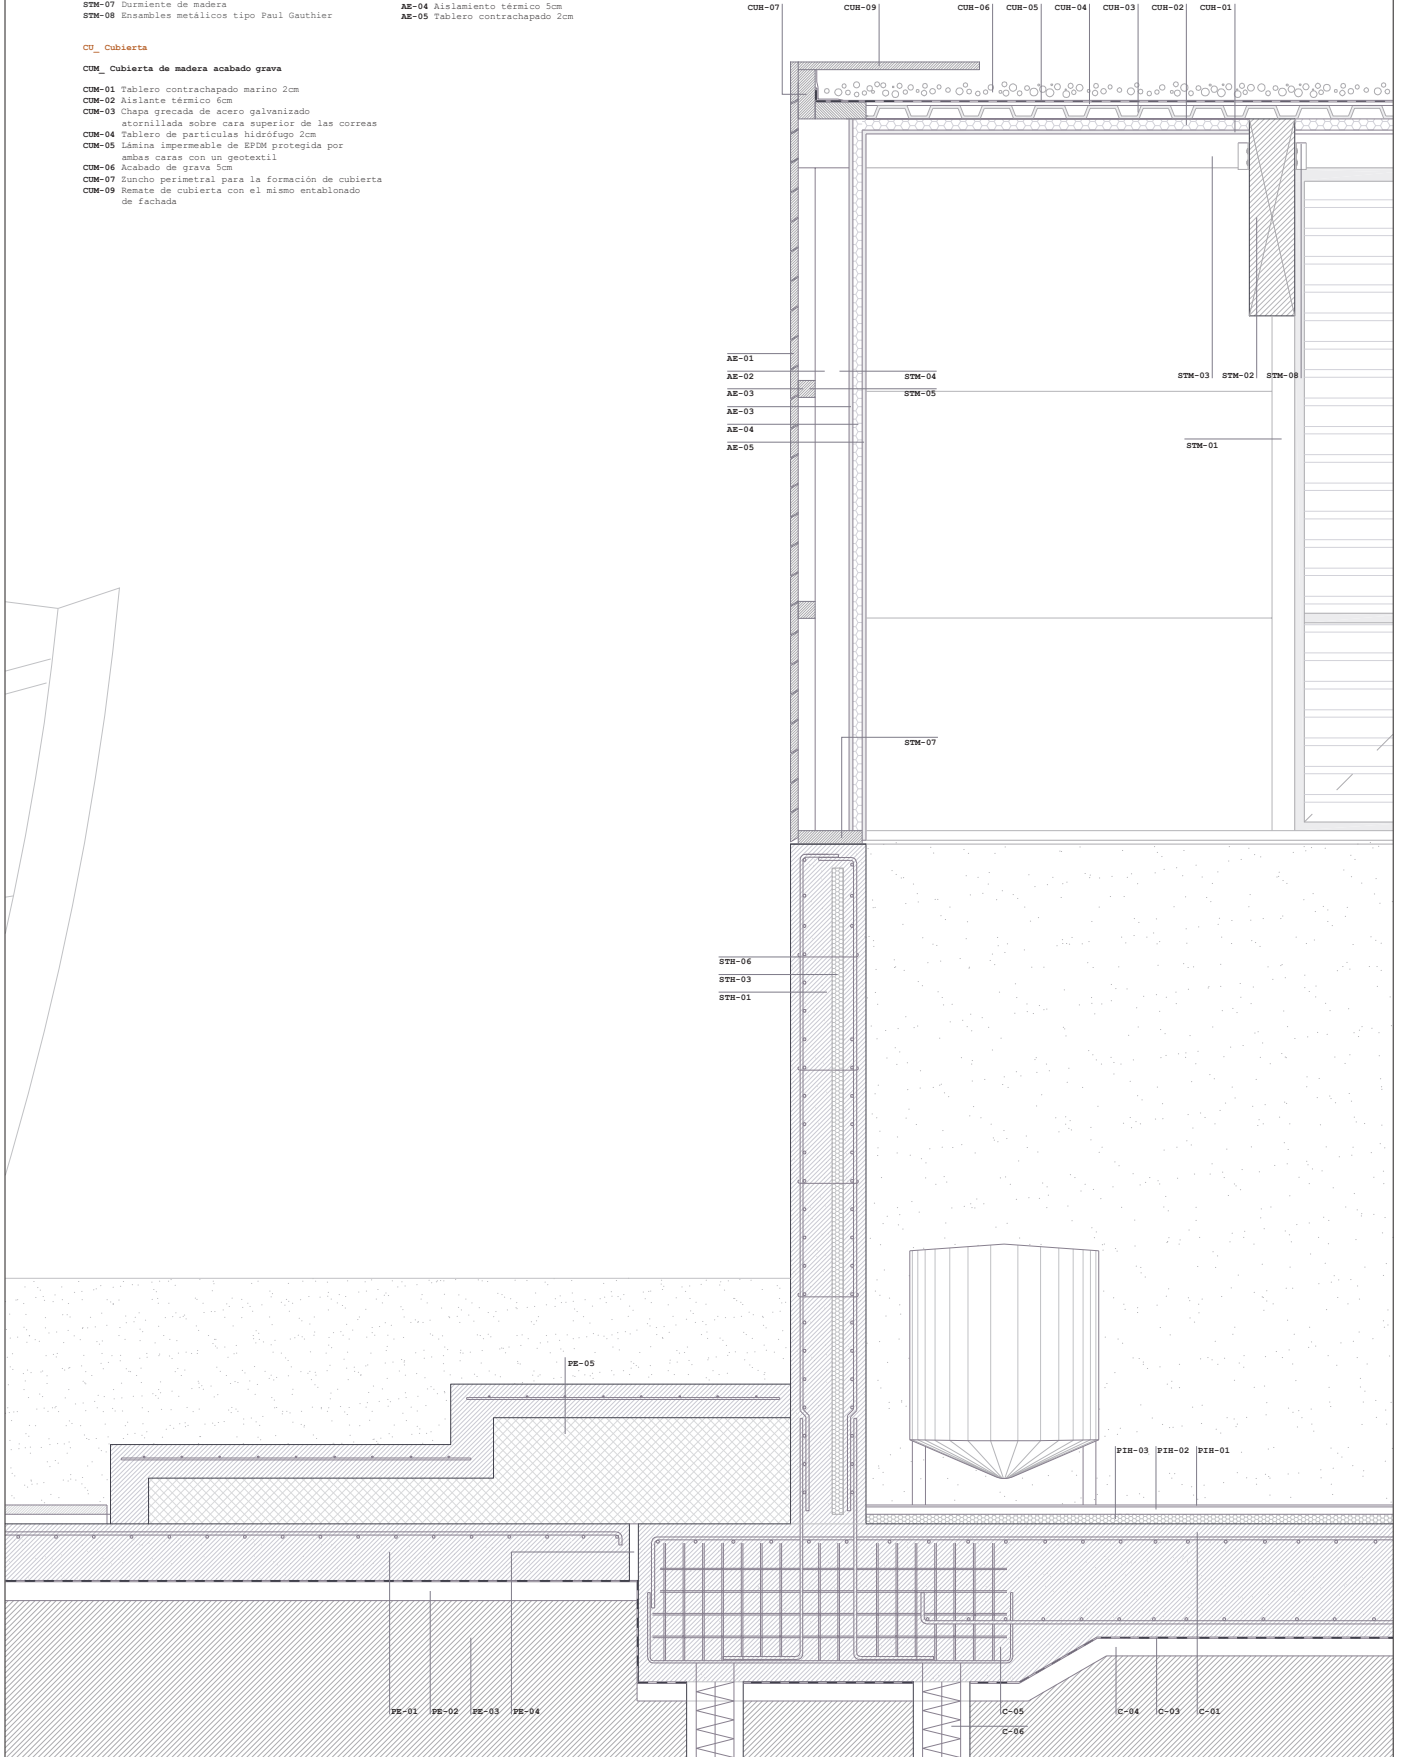 STM-07 Durmiente de madera
STM-08 Ensambles metálicos tipo Paul Gauthier
AE-04 Aislamiento térmico 5cm
AE-05 Tablero contrachapado 2cm
CU_ Cubierta
CUM_ Cubierta de madera acabado grava
CUM-01 Tablero contrachapado marino 2cm
CUM-02 Aislante térmico 6cm
CUM-03 Chapa grecada de acero galvanizado
atornillada sobre cara superior de las correas
CUM-04 Tablero de partículas hidrófugo 2cm
CUM-05 Lámina impermeable de EPDM protegida por
ambas caras con un geotextil
CUM-06 Acabado de grava 5cm
CUM-07 Zuncho perimetral para la formación de cubierta
CUM-09 Remate de cubierta con el mismo entablonado
de fachada
CUH-07 CUH-09 CUH-06 CUH-05 CUH-04 CUH-03 CUH-02 CUH-01
AE-01
AE-02 STM-04
AE-03 STM-05
AE-03
AE-04
AE-05
STM-03 STM-02 STM-08
STM-01
STM-07
STH-06
STH-03
STH-01
PE-05
PIH-03 PIH-02 PIH-01
PE-01 PE-02 PE-03 PE-04
C-05 C-04 C-03 C-01
C-06